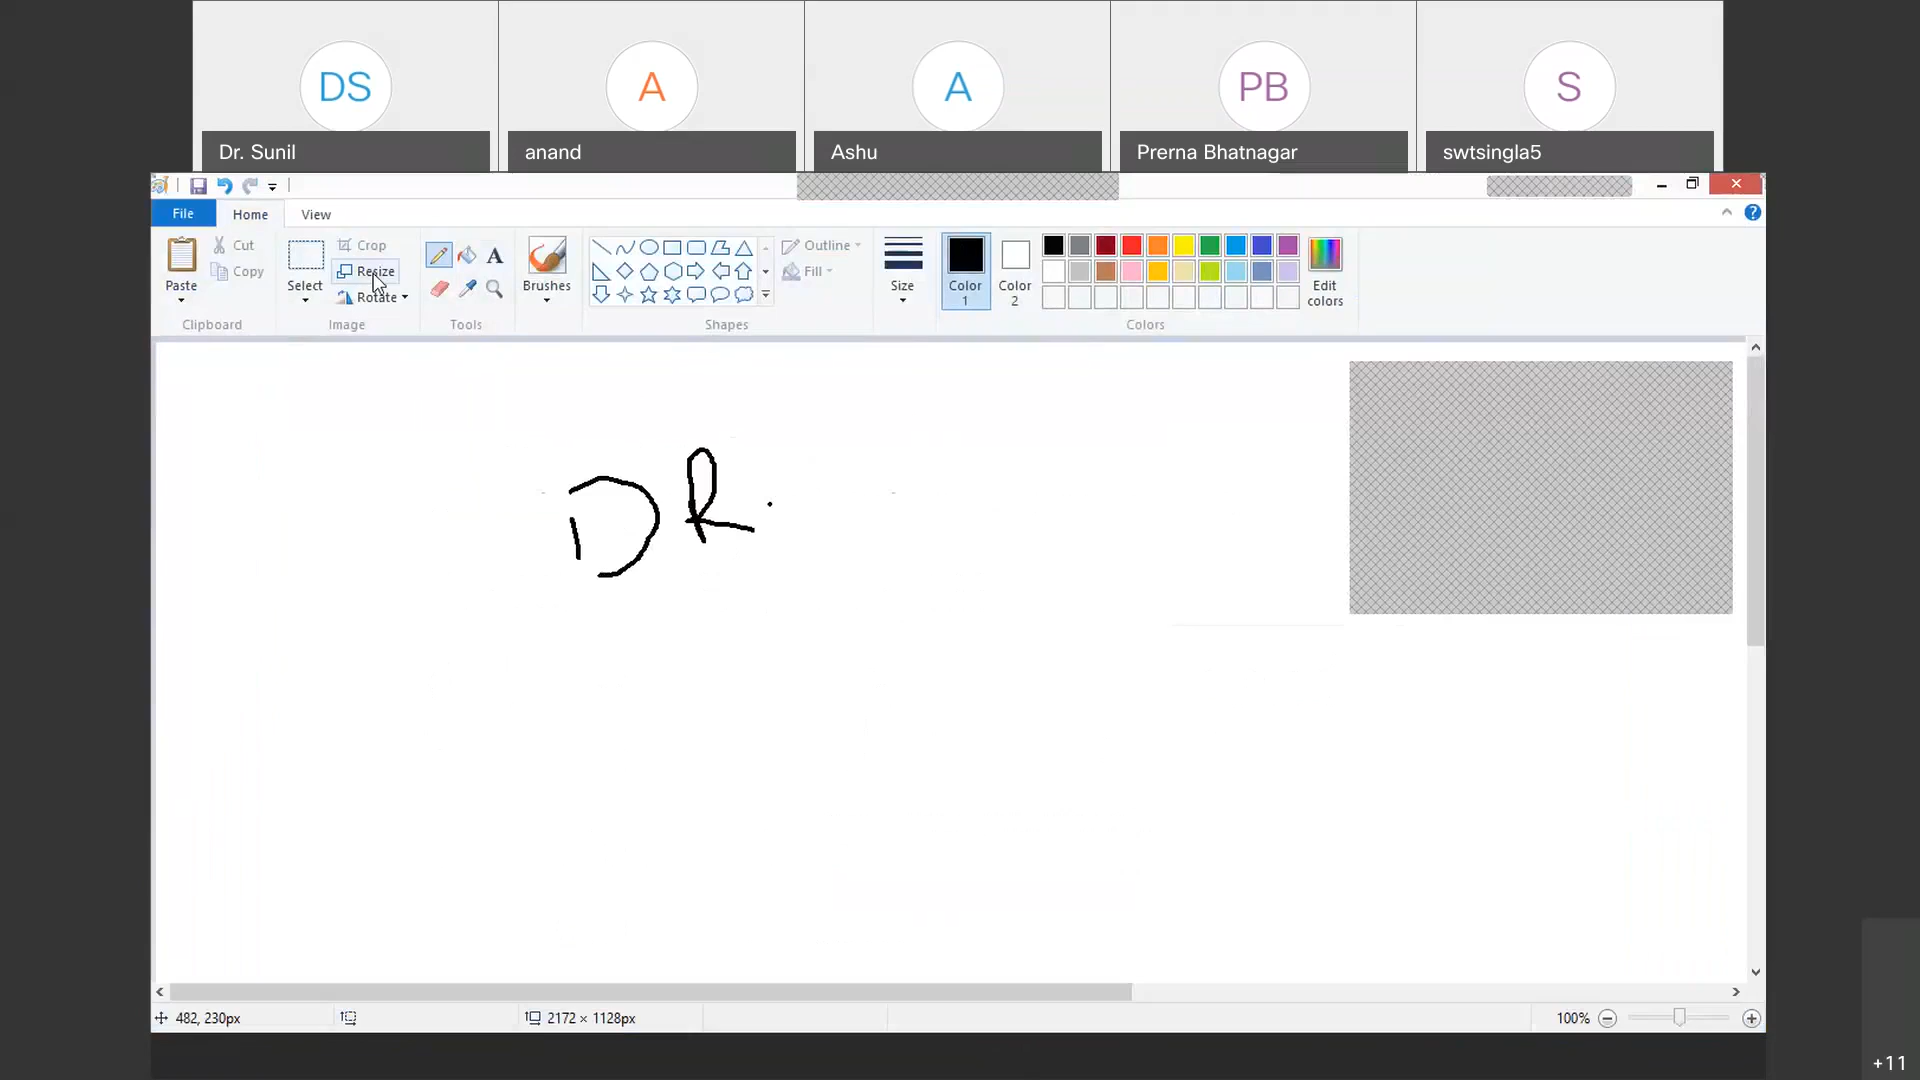 DS A A PB S
Dr. Sunil anand Ashu Prerna Bhatnagar swtsingla5
File Home View
Cut Crop Outline
Copy Resize Fill
Paste Select Rotate Brushes Size Color 1 Color 2 Edit colors
Clipboard Image Tools Shapes Colors
DR.
482, 230px 2172 × 1128px 100%
+11